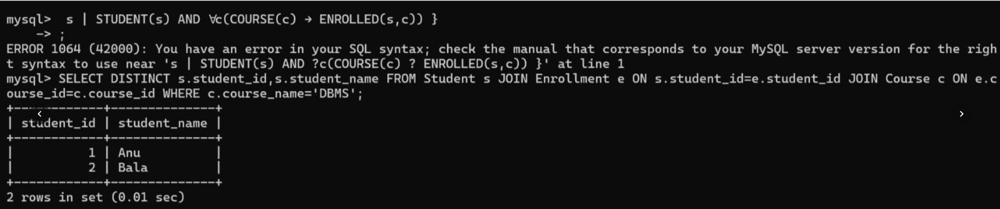 mysql>  s | STUDENT(s) AND ∀c(COURSE(c) → ENROLLED(s,c)) }
    -> ;
ERROR 1064 (42000): You have an error in your SQL syntax; check the manual that corresponds to your MySQL server version for the righ
t syntax to use near 's | STUDENT(s) AND ?c(COURSE(c) ? ENROLLED(s,c)) }' at line 1
mysql> SELECT DISTINCT s.student_id,s.student_name FROM Student s JOIN Enrollment e ON s.student_id=e.student_id JOIN Course c ON e.c
ourse_id=c.course_id WHERE c.course_name='DBMS';
+------------+--------------+
| student_id | student_name |
+------------+--------------+
|          1 | Anu          |
|          2 | Bala         |
+------------+--------------+
2 rows in set (0.01 sec)